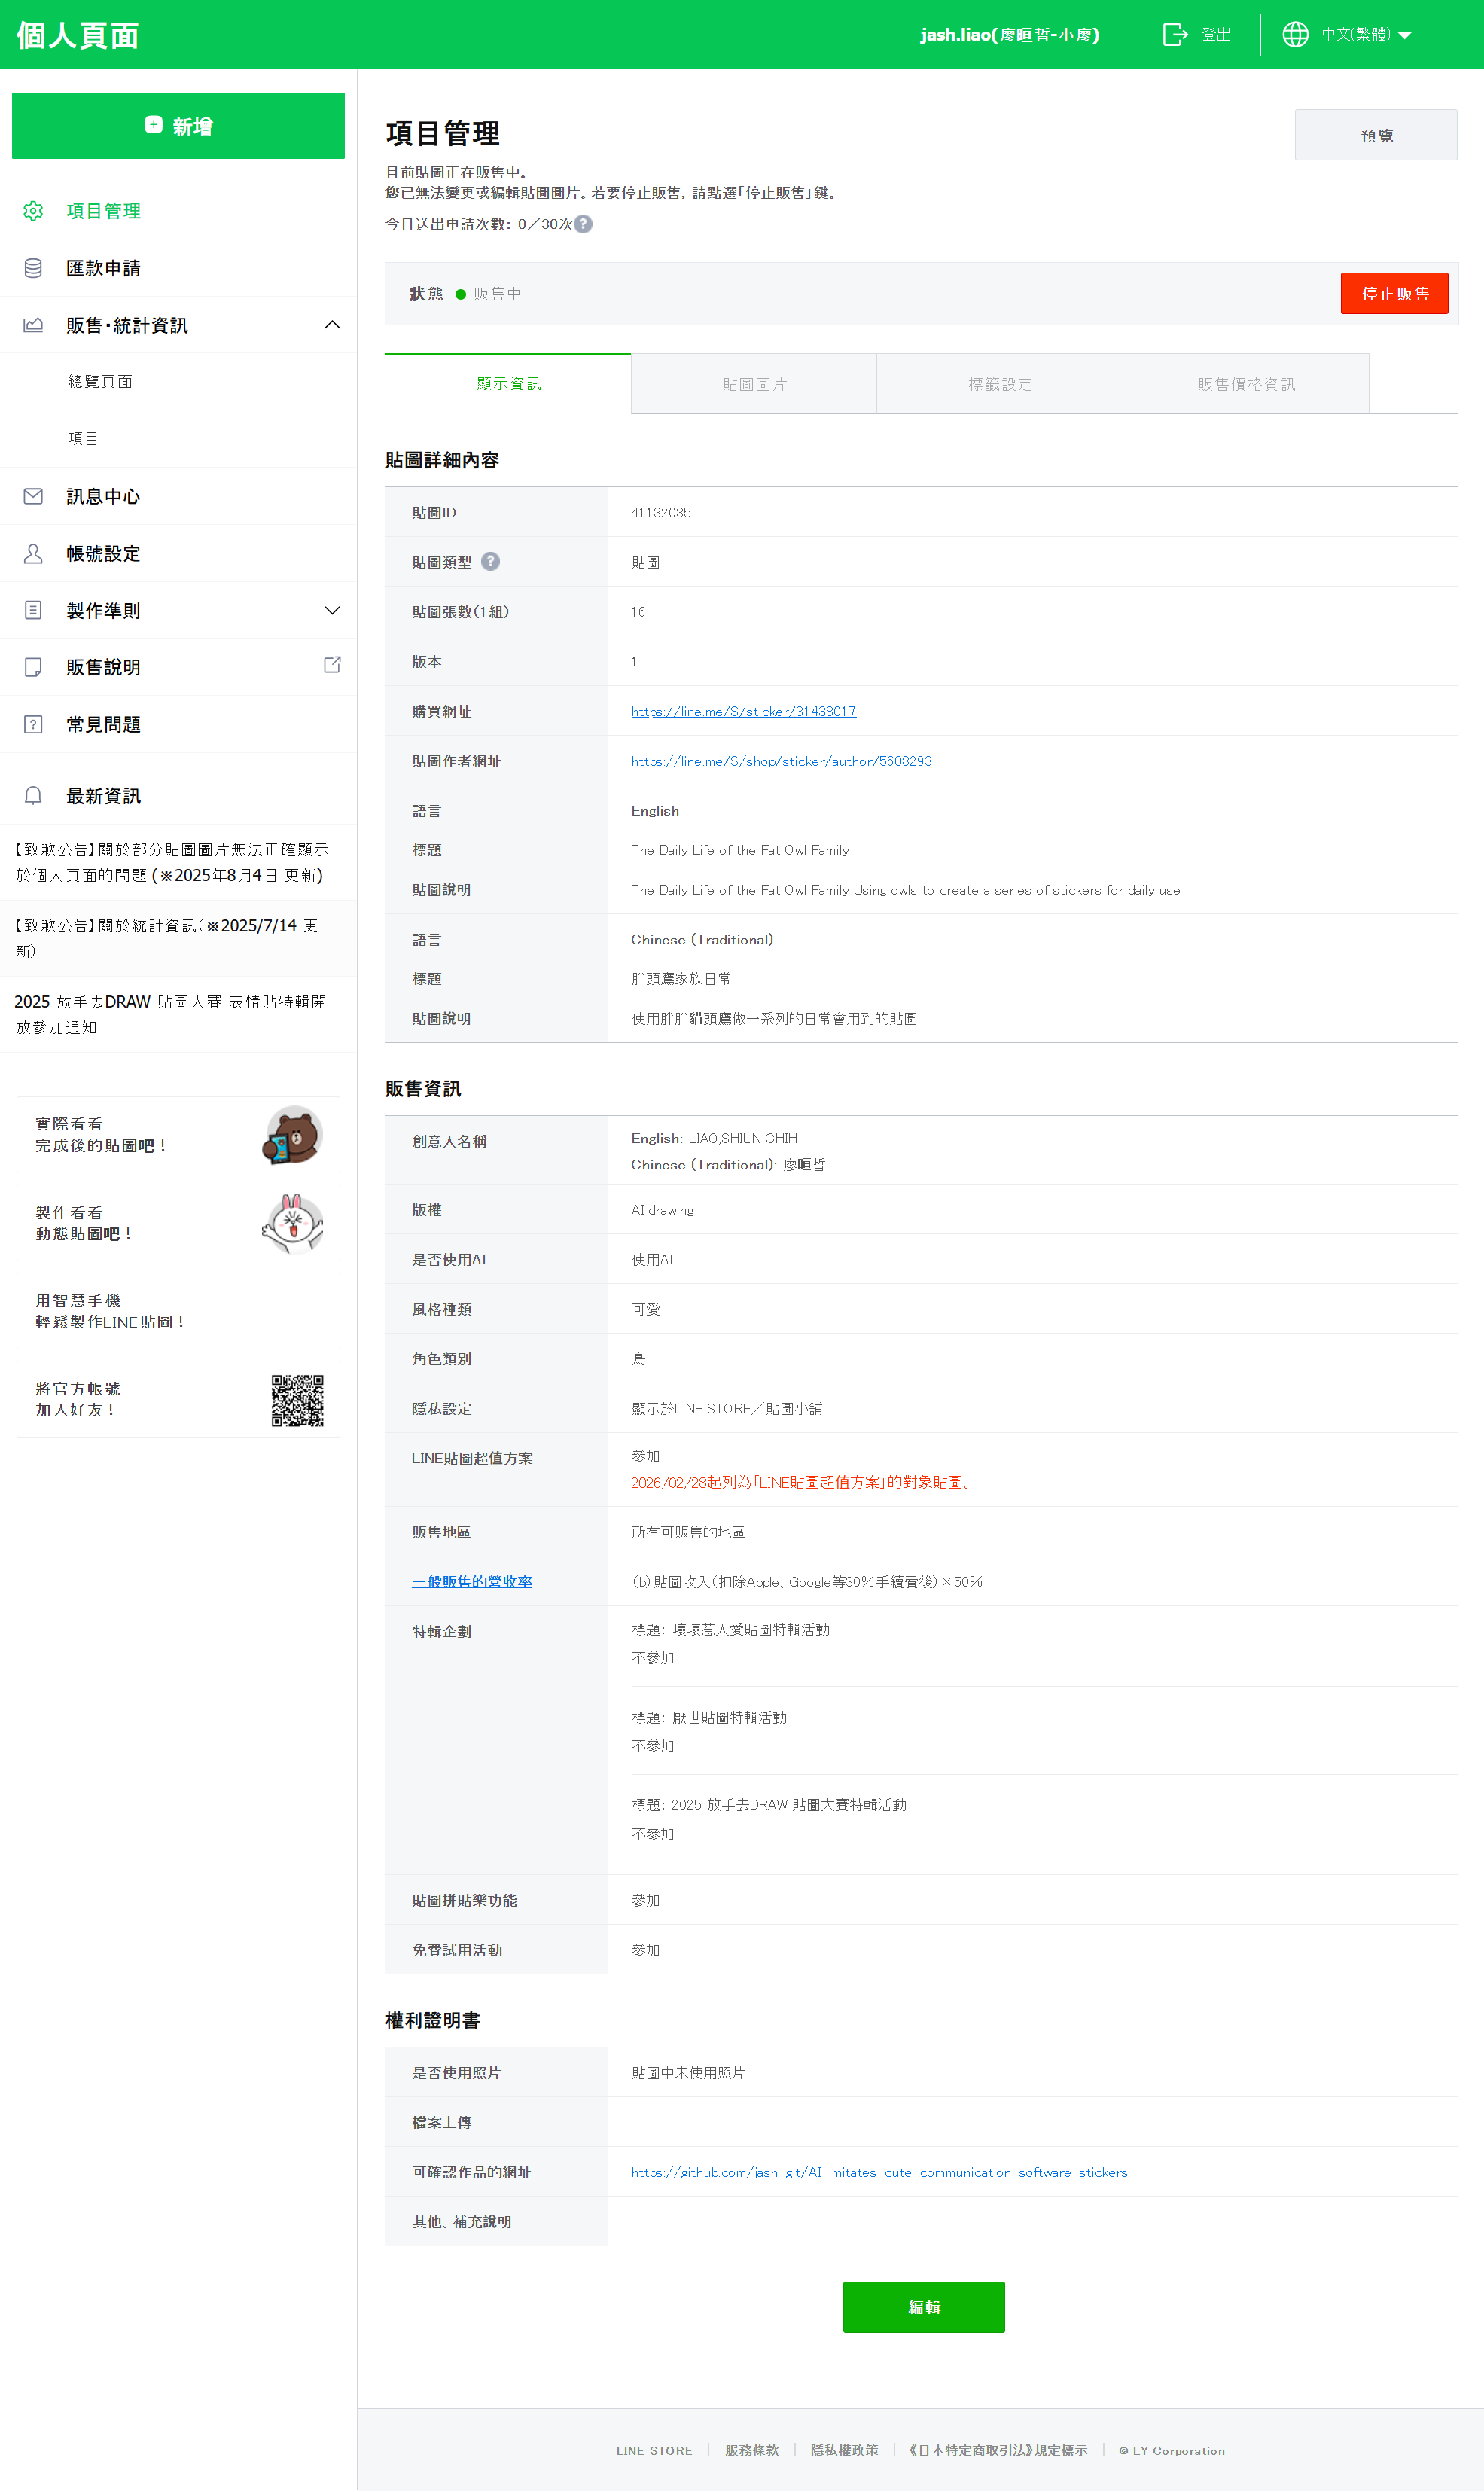 個人頁面
jash.liao(廖晅晢-小廖)
登出
中文(繁體)
新增
項目管理
匯款申請
販售・統計資訊
總覽頁面
項目
訊息中心
帳號設定
製作準則
販售說明
常見問題
最新資訊
【致歉公告】關於部分貼圖圖片無法正確顯示
於個人頁面的問題 (※2025年8月4日 更新)
【致歉公告】關於統計資訊（※2025/7/14 更
新）
2025 放手去DRAW 貼圖大賽 表情貼特輯開
放參加通知
實際看看
完成後的貼圖吧！
製作看看
動態貼圖吧！
用智慧手機
輕鬆製作LINE貼圖！
將官方帳號
加入好友！
項目管理
預覽
目前貼圖正在販售中。
您已無法變更或編輯貼圖圖片。若要停止販售，請點選「停止販售」鍵。
今日送出申請次數：0／30次
狀態 販售中
停止販售
顯示資訊
貼圖圖片
標籤設定
販售價格資訊
貼圖詳細內容
貼圖ID 41132035
貼圖類型 貼圖
貼圖張數（1組） 16
版本 1
購買網址 https://line.me/S/sticker/31438017
貼圖作者網址 https://line.me/S/shop/sticker/author/5608293
語言 English
標題 The Daily Life of the Fat Owl Family
貼圖說明 The Daily Life of the Fat Owl Family Using owls to create a series of stickers for daily use
語言 Chinese (Traditional)
標題 胖頭鷹家族日常
貼圖說明 使用胖胖貓頭鷹做一系列的日常會用到的貼圖
販售資訊
創意人名稱 English: LIAO,SHIUN CHIH
Chinese (Traditional): 廖晅晢
版權 AI drawing
是否使用AI 使用AI
風格種類 可愛
角色類別 鳥
隱私設定 顯示於LINE STORE／貼圖小舖
LINE貼圖超值方案 參加
2026/02/28起列為「LINE貼圖超值方案」的對象貼圖。
販售地區 所有可販售的地區
一般販售的營收率 （b）貼圖收入（扣除Apple、Google等30％手續費後）×50％
特輯企劃 標題：壞壞惹人愛貼圖特輯活動
不參加
標題：厭世貼圖特輯活動
不參加
標題：2025 放手去DRAW 貼圖大賽特輯活動
不參加
貼圖拼貼樂功能 參加
免費試用活動 參加
權利證明書
是否使用照片 貼圖中未使用照片
檔案上傳
可確認作品的網址 https://github.com/jash-git/AI-imitates-cute-communication-software-stickers
其他、補充說明
編輯
LINE STORE
服務條款
隱私權政策
《日本特定商取引法》規定標示
© LY Corporation